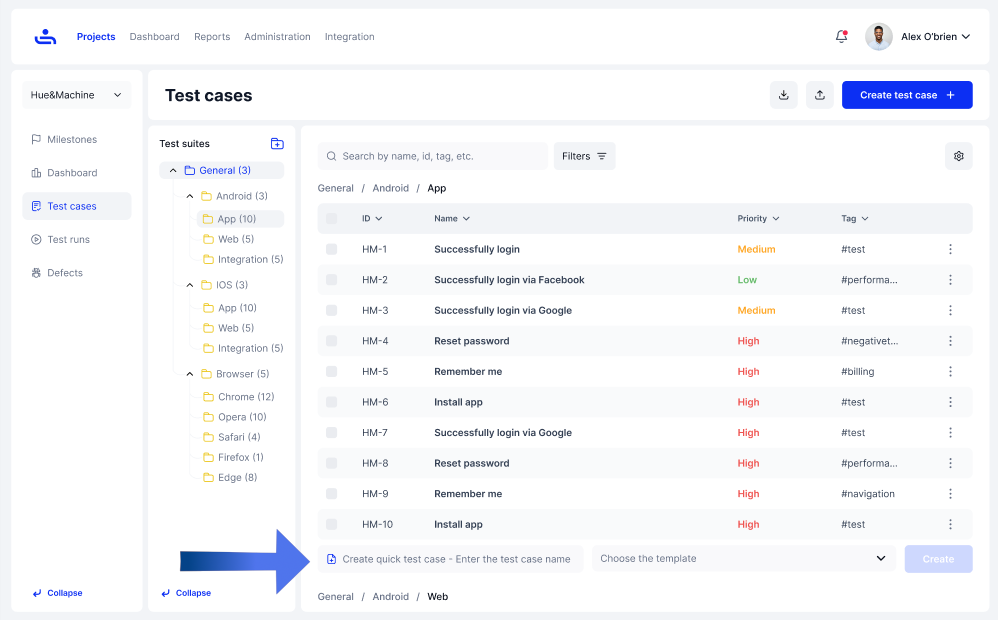 Projects Dashboard Reports Administration Integration Alex O'brien
Hue&Machine
Milestones
Dashboard
Test cases
Test runs
Defects
Collapse
Test cases
Create test case +
Test suites
General (3)
Android (3)
App (10)
Web (5)
Integration (5)
IOS (3)
App (10)
Web (5)
Integration (5)
Browser (5)
Chrome (12)
Opera (10)
Safari (4)
Firefox (1)
Edge (8)
Collapse
Search by name, id, tag, etc. Filters
General / Android / App
ID Name Priority Tag
HM-1 Successfully login Medium #test
HM-2 Successfully login via Facebook Low #performa...
HM-3 Successfully login via Google Medium #test
HM-4 Reset password High #negativet...
HM-5 Remember me High #billing
HM-6 Install app High #test
HM-7 Successfully login via Google High #test
HM-8 Reset password High #performa...
HM-9 Remember me High #navigation
HM-10 Install app High #test
Create quick test case - Enter the test case name Choose the template Create
General / Android / Web